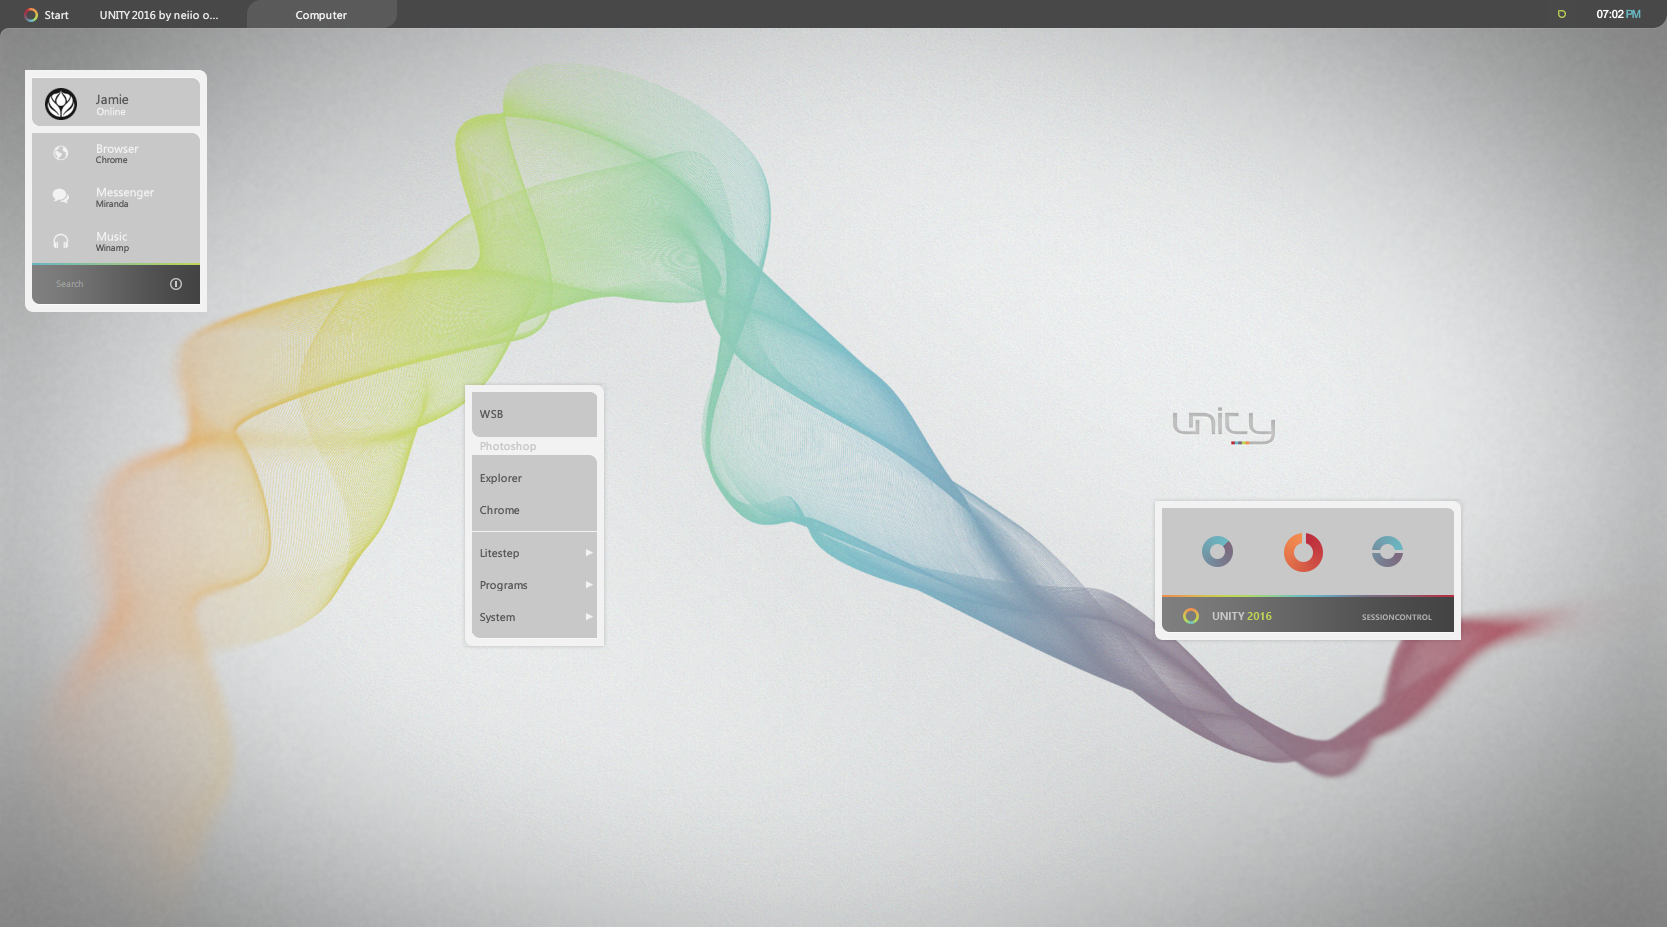 Start
UNITY 2016 by neiio o...
Computer
07:02 PM
Jamie
Online
Browser
Chrome
Messenger
Miranda
Music
Winamp
Search
WSB
Photoshop
Explorer
Chrome
Litestep
Programs
System
unity
UNITY 2016
SESSIONCONTROL